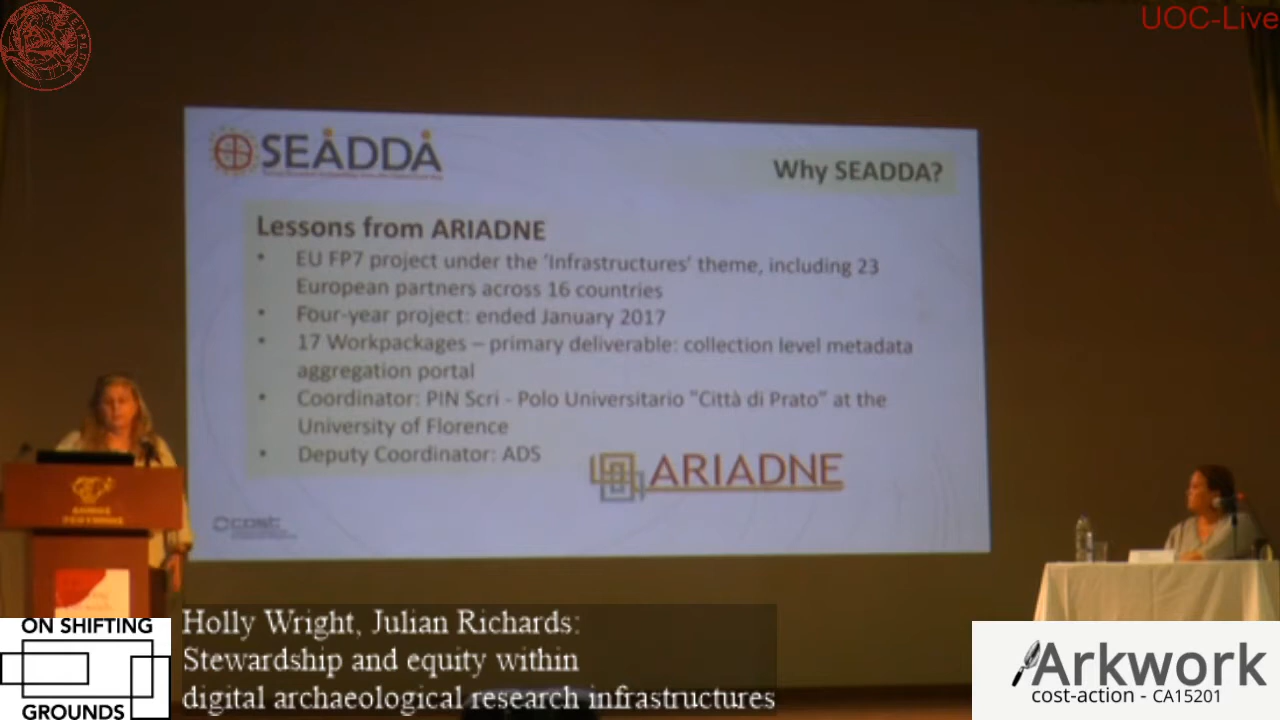 UOC-Live
SEADDA
Why SEADDA?
Lessons from ARIADNE
• EU FP7 project under the 'Infrastructures' theme, including 23
European partners across 16 countries
• Four-year project: ended January 2017
• 17 Workpackages – primary deliverable: collection level metadata
aggregation portal
• Coordinator: PIN Scri - Polo Universitario "Città di Prato" at the
University of Florence
• Deputy Coordinator: ADS
ARIADNE
cost
ON SHIFTING
GROUNDS
Holly Wright, Julian Richards:
Stewardship and equity within
digital archaeological research infrastructures
Arkwork
cost-action - CA15201